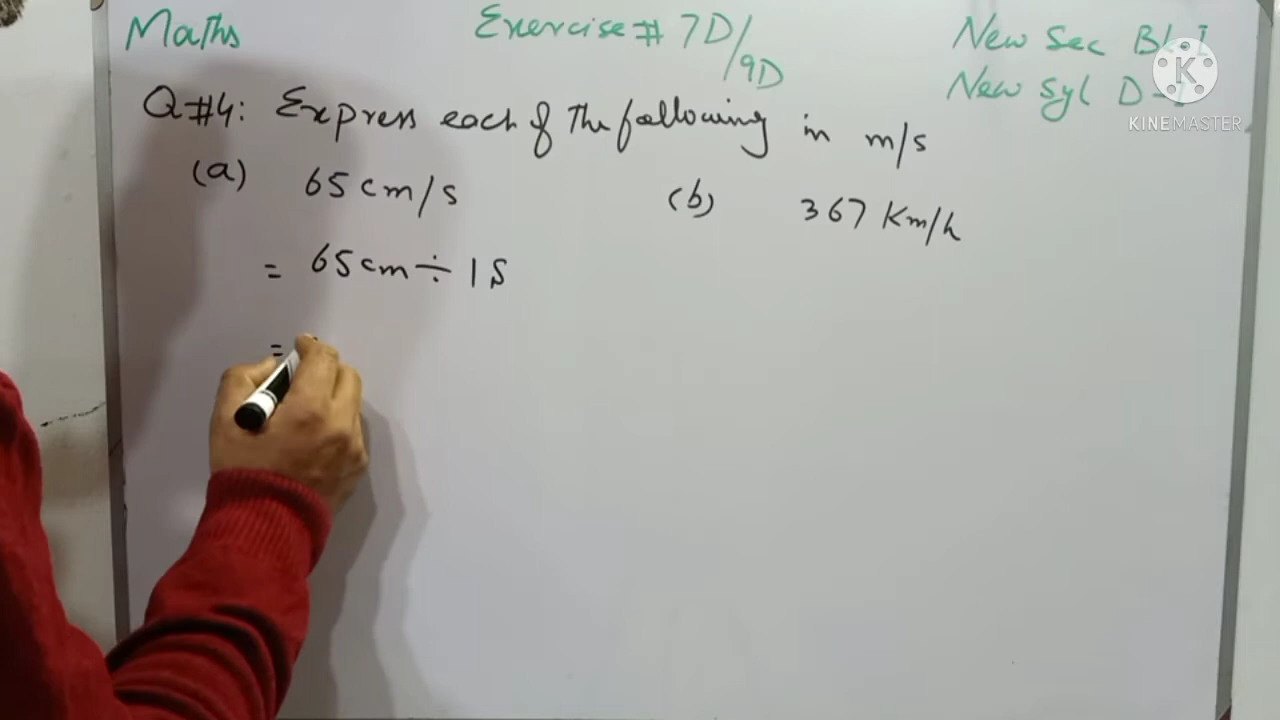 Maths Exercise # 7D/9D New Sec
New Syl
KINEMASTER
Q#4: Express each of the following in m/s
(a) 65 cm/s (b) 367 Km/h
= 65 cm ÷ 1 S
=